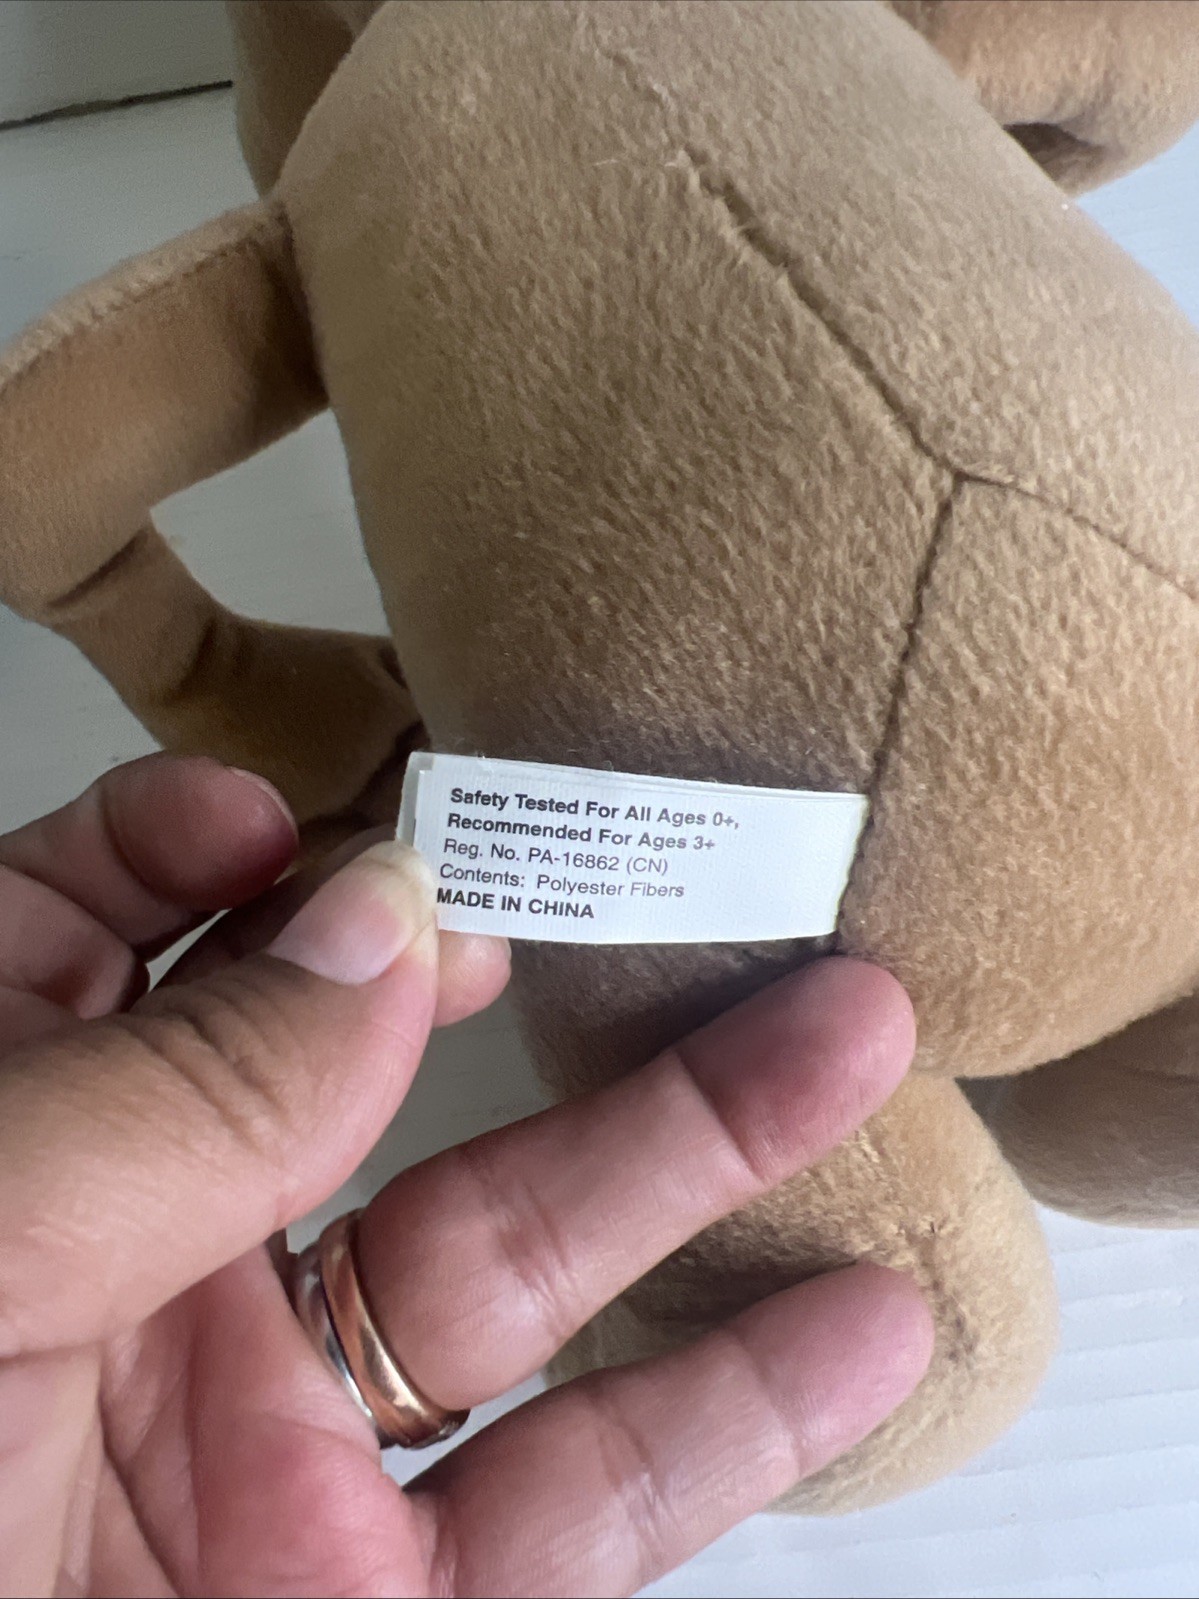 Safety Tested For All Ages 0+,
Recommended For Ages 3+
Reg. No. PA-16862 (CN)
Contents: Polyester Fibers
MADE IN CHINA